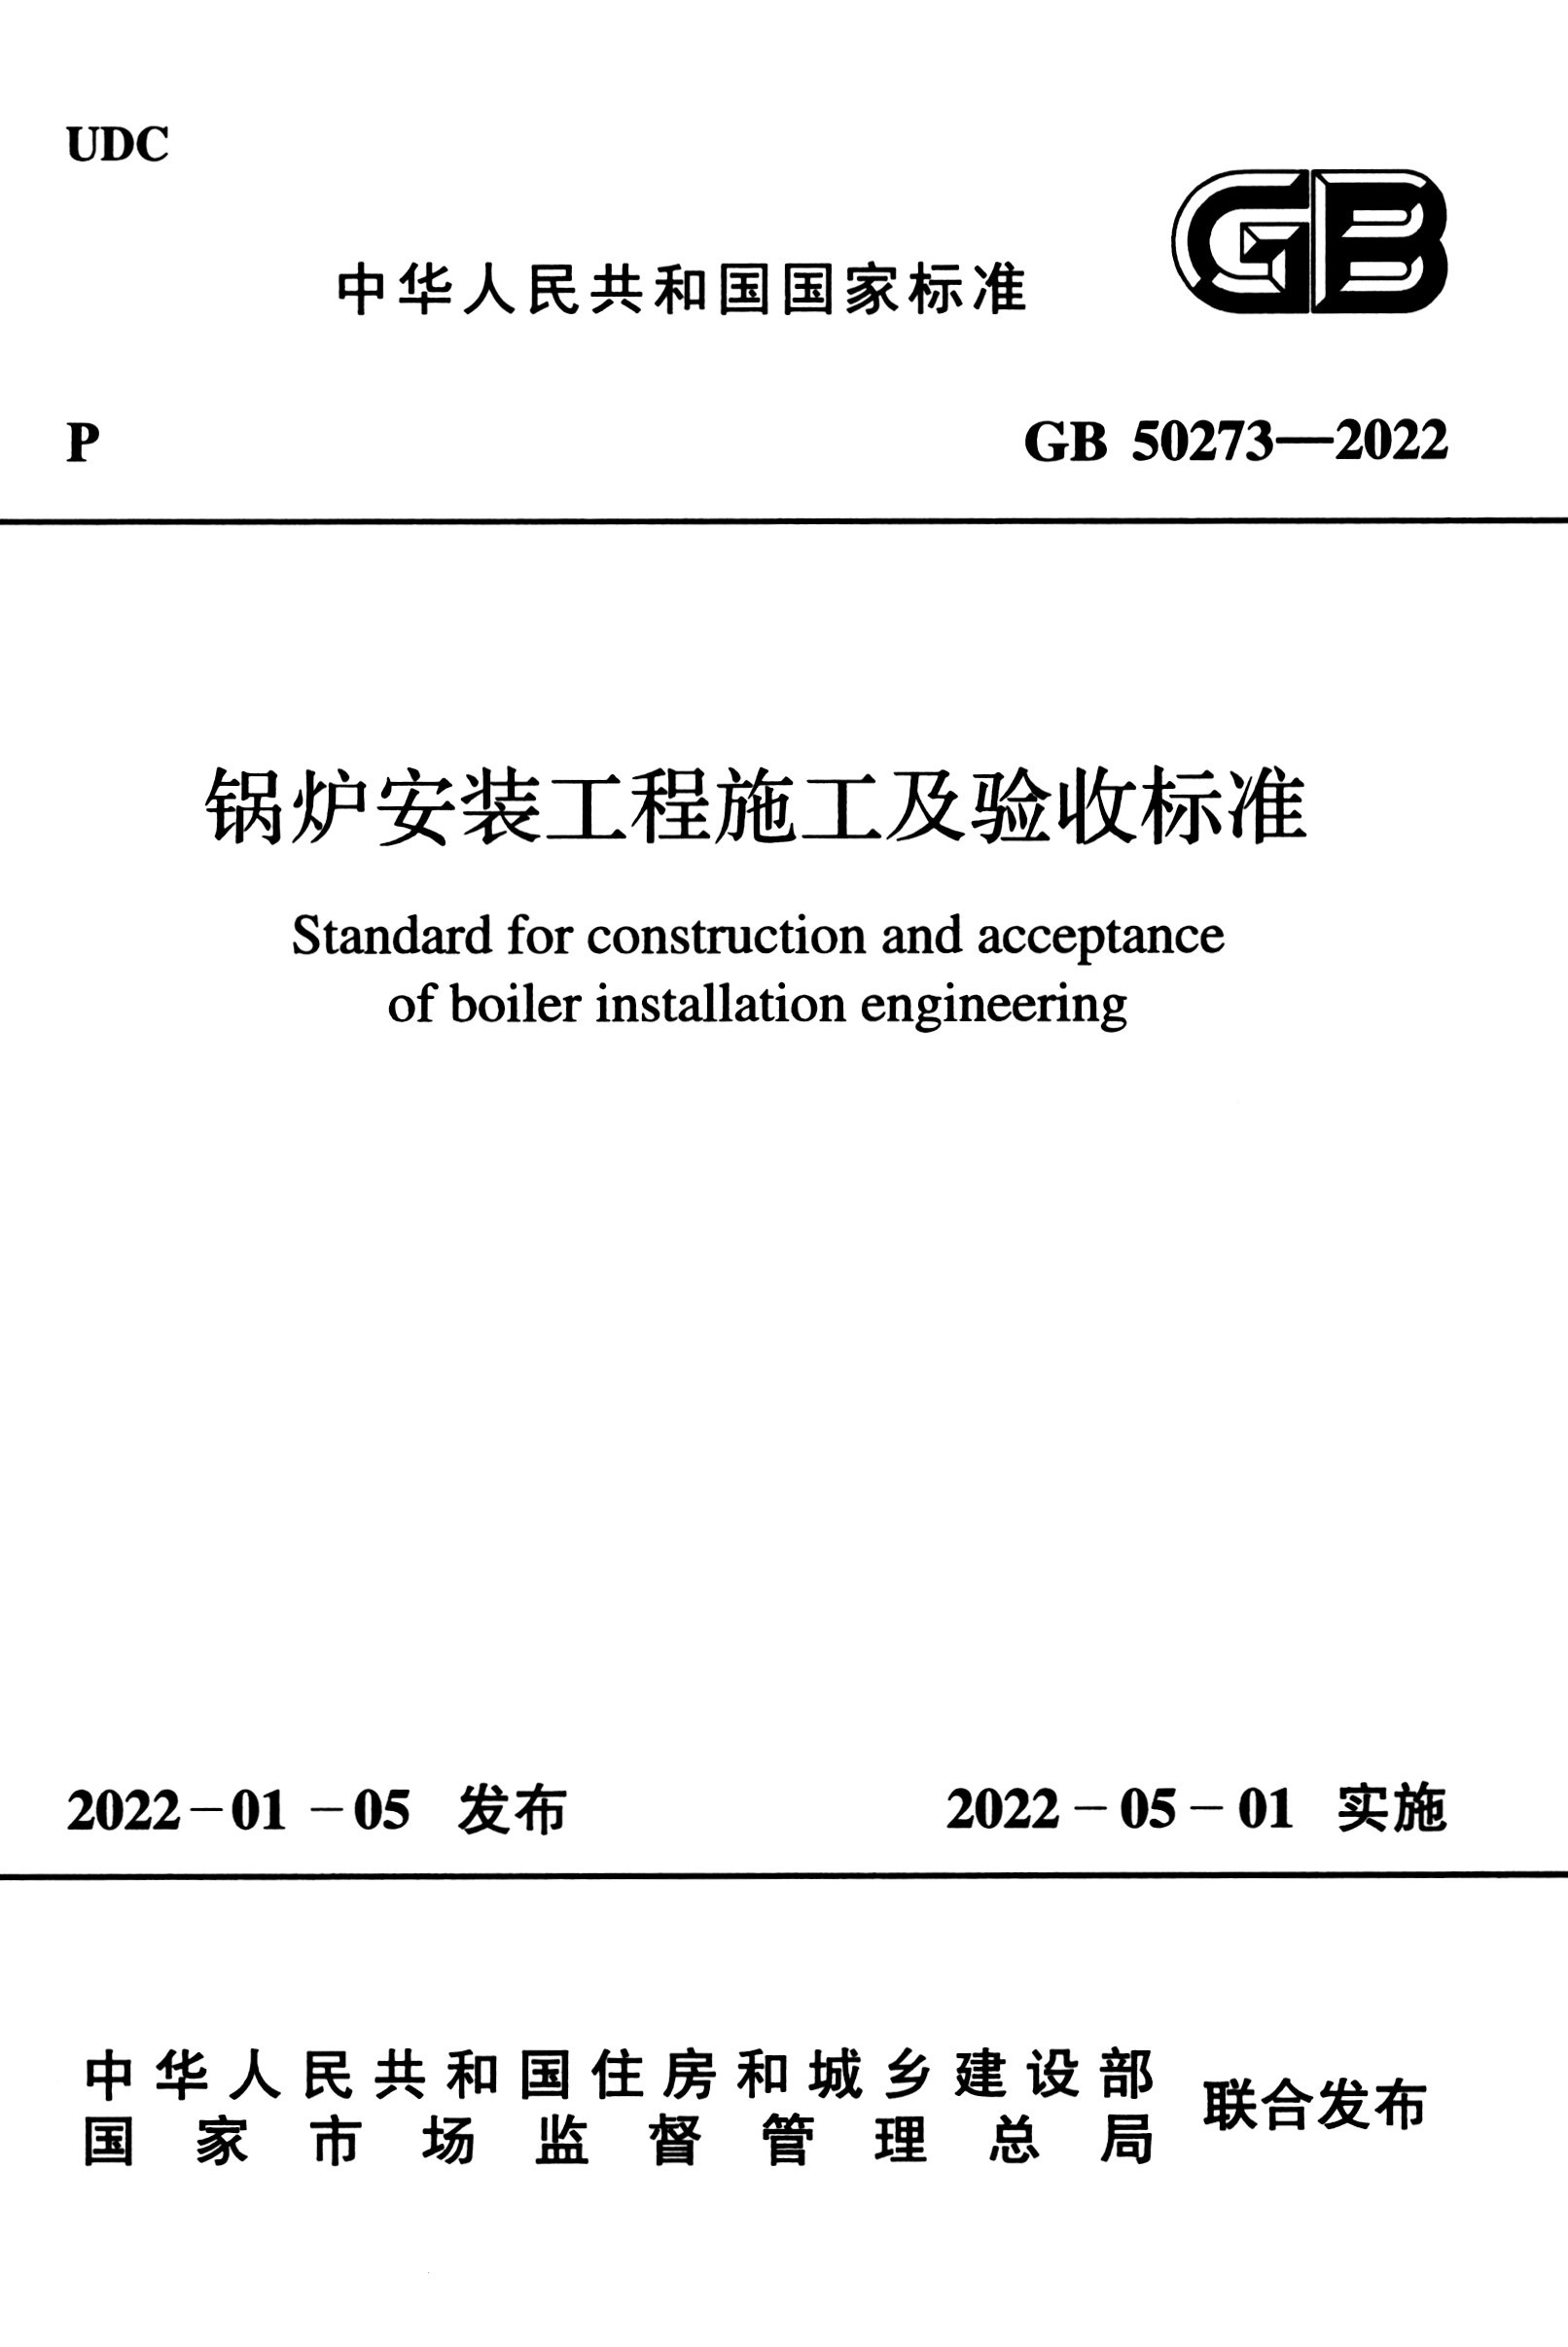 UDC
GB
中华人民共和国国家标准
P
GB 50273—2022
锅炉安装工程施工及验收标准
Standard for construction and acceptance
of boiler installation engineering
2022-01-05 发布
2022-05-01 实施
中华人民共和国住房和城乡建设部
国家市场监督管理总局
联合发布